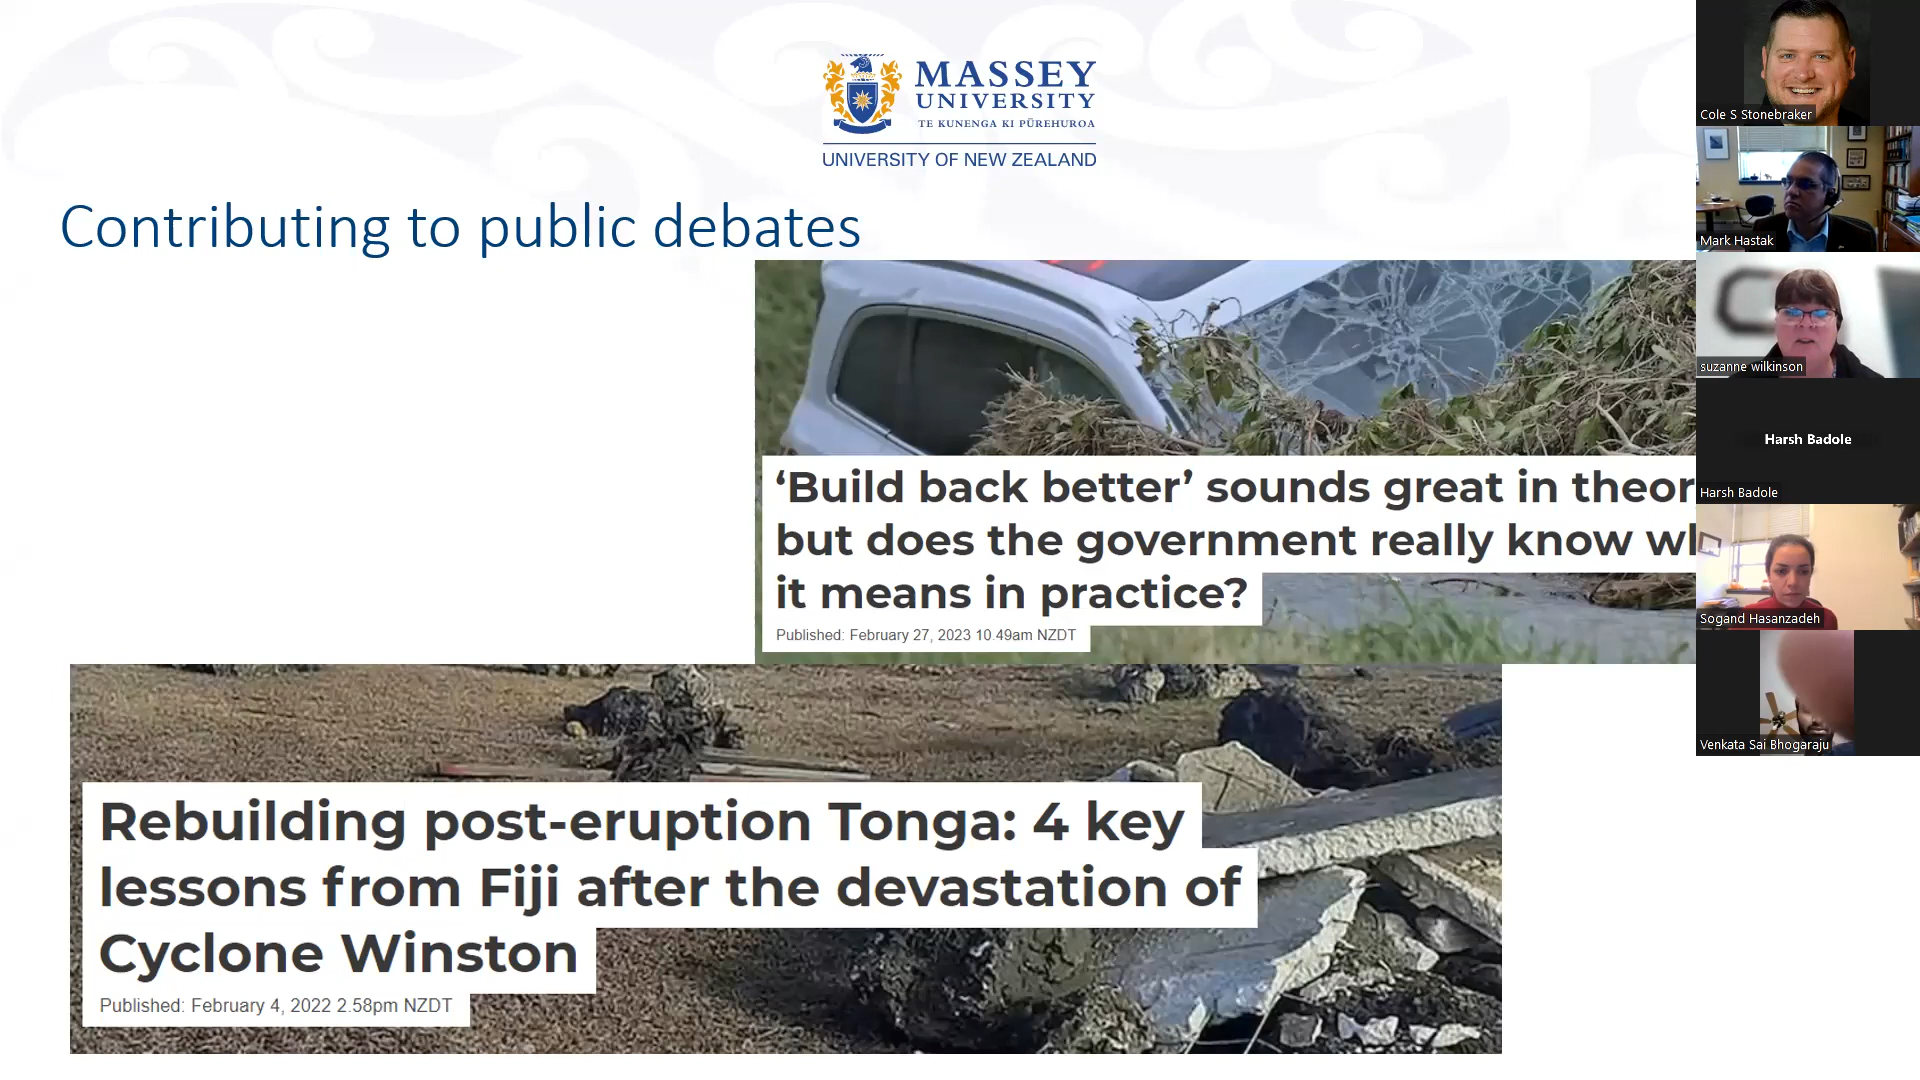 MASSEY
UNIVERSITY
TE KUNENGA KI PŪREHUROA
UNIVERSITY OF NEW ZEALAND
Contributing to public debates
‘Build back better’ sounds great in
but does the government really know
it means in practice?
Published: February 27, 2023 10.49am NZDT
Rebuilding post-eruption Tonga: 4 key
lessons from Fiji after the devastation of
Cyclone Winston
Published: February 4, 2022 2.58pm NZDT
Cole S Stonebraker
Mark Hastak
suzanne wilkinson
Harsh Badole
Harsh Badole
Sogand Hasanzadeh
Venkata Sai Bhogaraju